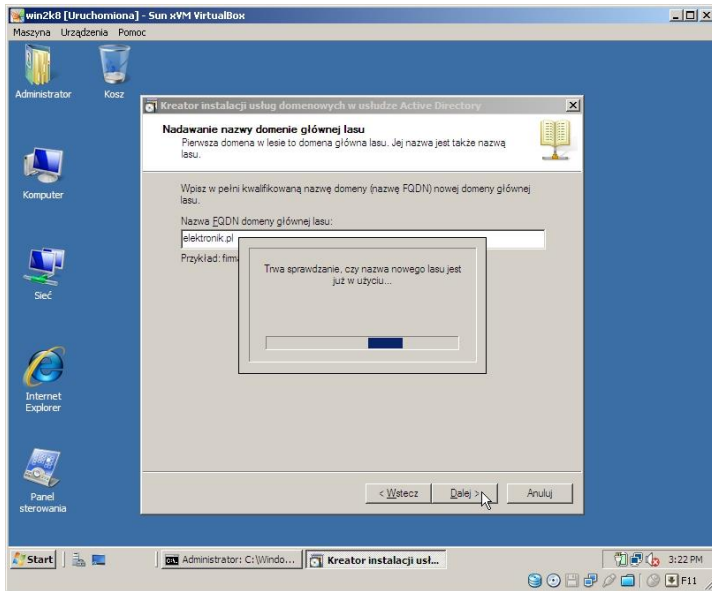 win2k8 [Uruchomiona] - Sun xVM VirtualBox
Maszyna Urządzenia Pomoc
Administrator
Kosz
Komputer
Sieć
Internet
Explorer
Panel
sterowania
Kreator instalacji usług domenowych w usłudze Active Directory
Nadawanie nazwy domenie głównej lasu
Pierwsza domena w lesie to domena główna lasu. Jej nazwa jest także nazwą
lasu.
Wpisz w pełni kwalifikowaną nazwę domeny (nazwę FQDN) nowej domeny głównej
lasu.
Nazwa FQDN domeny głównej lasu:
elektronik.pl
Przykład: firm
Trwa sprawdzanie, czy nazwa nowego lasu jest
już w użyciu...
< Wstecz Dalej > Anuluj
Start Administrator: C:\Windo... Kreator instalacji usł... 3:22 PM
F11